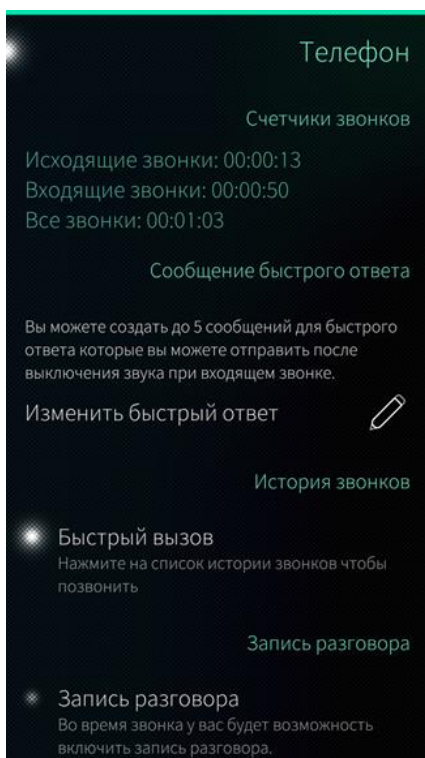 Телефон
Счетчики звонков
Исходящие звонки: 00:00:13
Входящие звонки: 00:00:50
Все звонки: 00:01:03
Сообщение быстрого ответа
Вы можете создать до 5 сообщений для быстрого
ответа которые вы можете отправить после
выключения звука при входящем звонке.
Изменить быстрый ответ
История звонков
Быстрый вызов
Нажмите на список истории звонков чтобы
позвонить
Запись разговора
Запись разговора
Во время звонка у вас будет возможность
включить запись разговора.